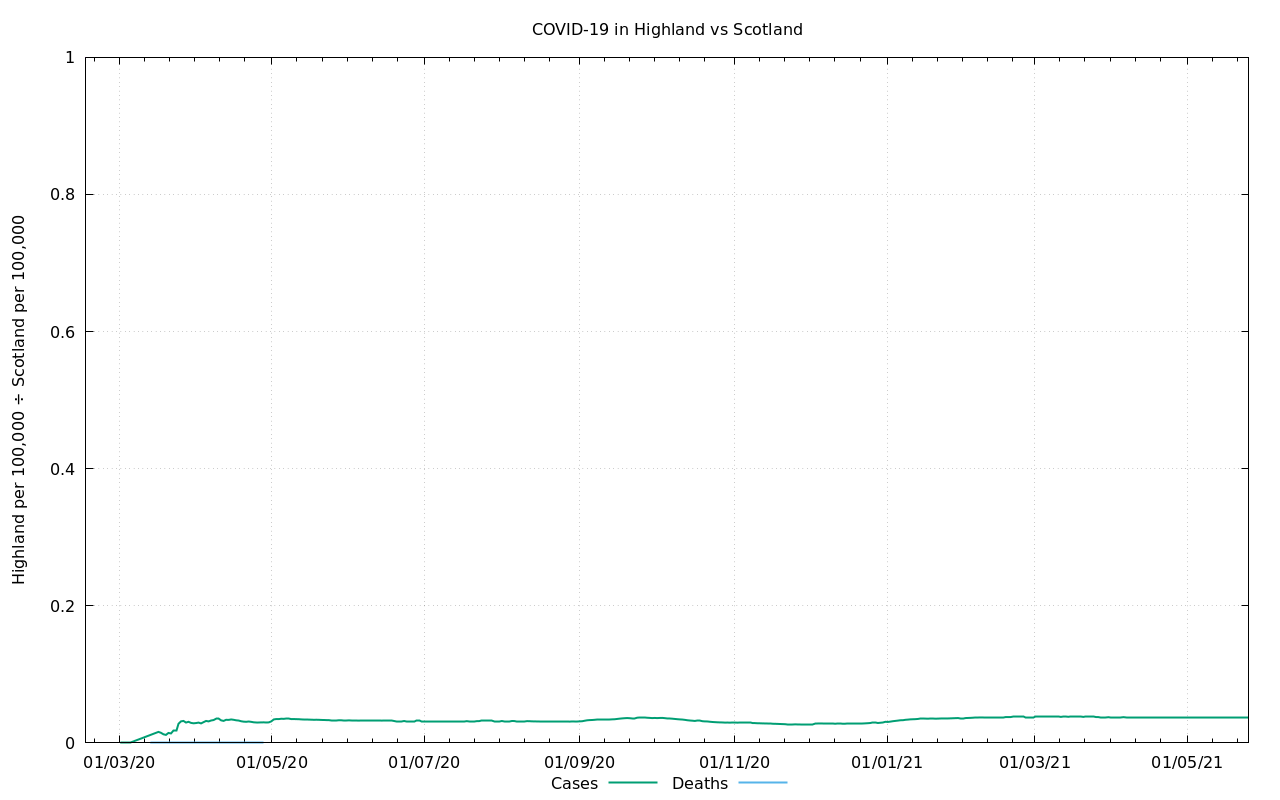 COVID-19 in Highland vs Scotland
Highland per 100,000 ÷ Scotland per 100,000
1
0.8
0.6
0.4
0.2
0
01/03/20 01/05/20 01/07/20 01/09/20 01/11/20 01/01/21 01/03/21 01/05/21
Cases Deaths